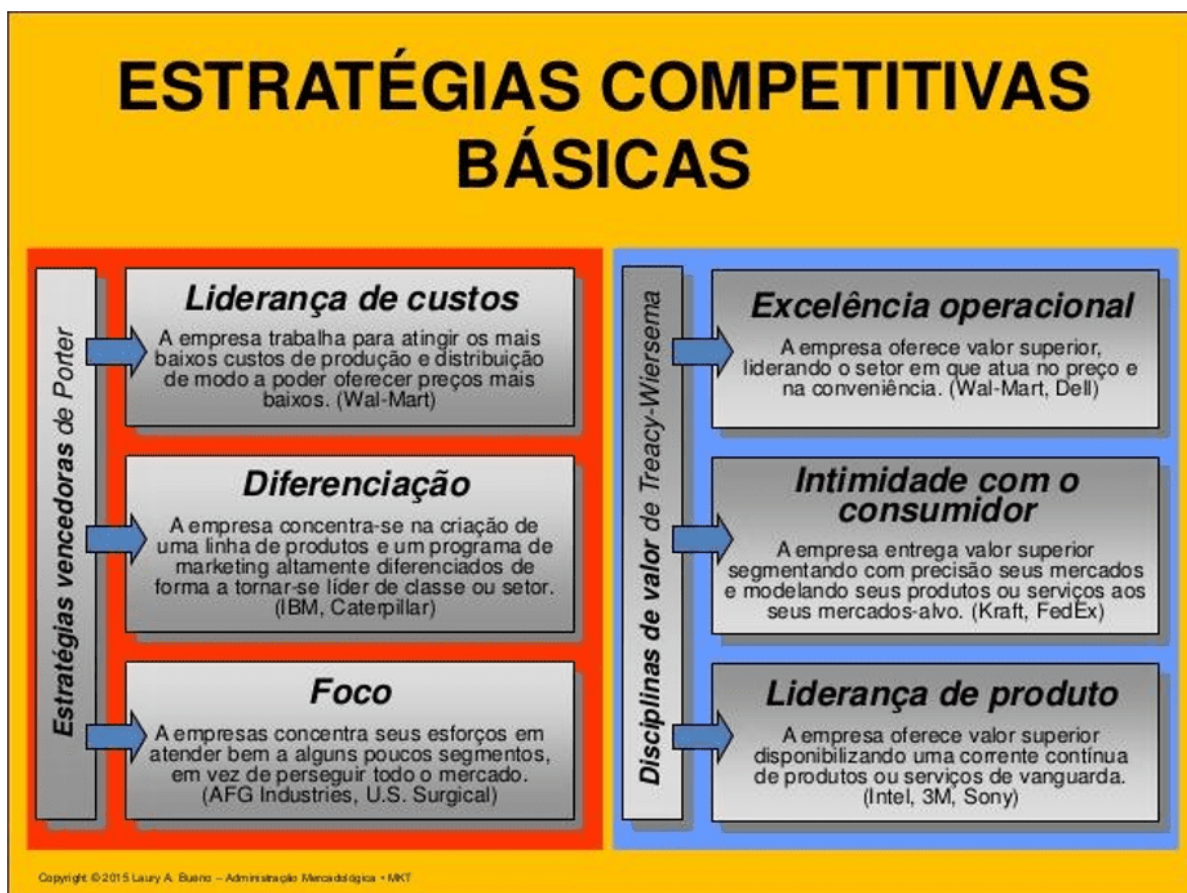 ESTRATÉGIAS COMPETITIVAS
BÁSICAS
Estratégias vencedoras de Porter
Liderança de custos
A empresa trabalha para atingir os mais
baixos custos de produção e distribuição
de modo a poder oferecer preços mais
baixos. (Wal-Mart)
Diferenciação
A empresa concentra-se na criação de
uma linha de produtos e um programa de
marketing altamente diferenciados de
forma a tornar-se líder de classe ou setor.
(IBM, Caterpillar)
Foco
A empresas concentra seus esforços em
atender bem a alguns poucos segmentos,
em vez de perseguir todo o mercado.
(AFG Industries, U.S. Surgical)
Disciplinas de valor de Treacy-Wiersema
Excelência operacional
A empresa oferece valor superior,
liderando o setor em que atua no preço e
na conveniência. (Wal-Mart, Dell)
Intimidade com o
consumidor
A empresa entrega valor superior
segmentando com precisão seus mercados
e modelando seus produtos ou serviços aos
seus mercados-alvo. (Kraft, FedEx)
Liderança de produto
A empresa oferece valor superior
disponibilizando uma corrente contínua
de produtos ou serviços de vanguarda.
(Intel, 3M, Sony)
Copyright © 2015 Laury A. Bueno – Administração Mercadológica • MKT